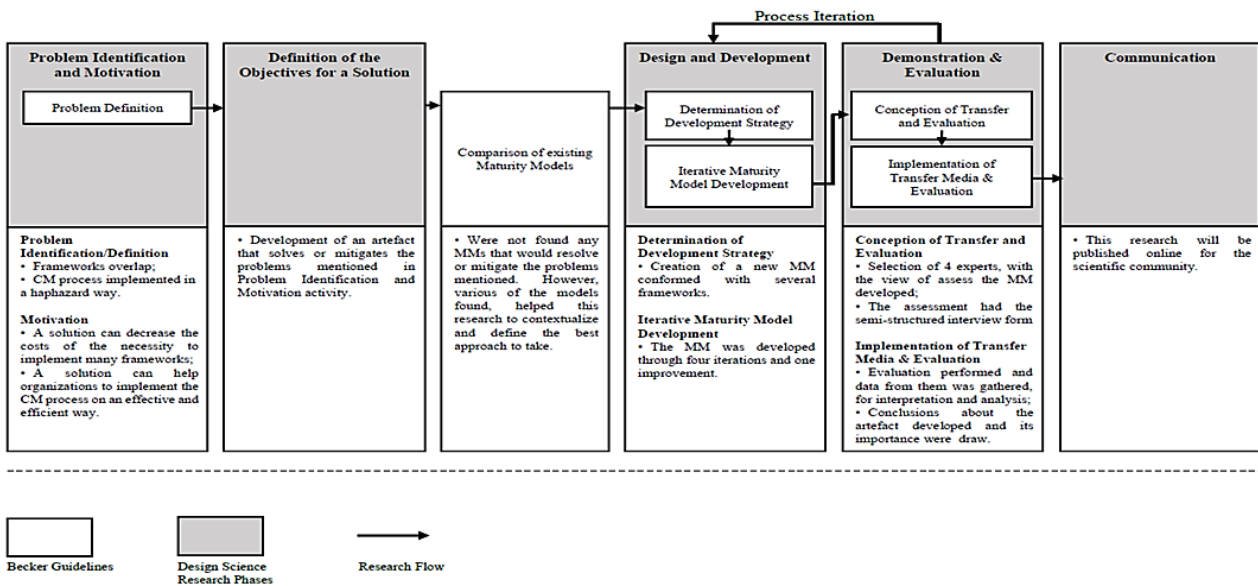 Process Iteration
Problem Identification
and Motivation
Problem Definition
Definition of the
Objectives for a Solution
Comparison of existing
Maturity Models
Design and Development
Determination of
Development Strategy
Iterative Maturity
Model Development
Demonstration &
Evaluation
Conception of Transfer
and Evaluation
Implementation of
Transfer Media &
Evaluation
Communication
Problem
Identification/Definition
• Frameworks overlap;
• CM process implemented in
a haphazard way.
Motivation
• A solution can decrease the
costs of the necessity to
implement many frameworks;
• A solution can help
organizations to implement the
CM process on an effective and
efficient way.
• Development of an artefact
that solves or mitigates the
problems mentioned in
Problem Identification and
Motivation activity.
• Were not found any
MMs that would resolve
or mitigate the problems
mentioned. However,
various of the models
found, helped this
research to contextualize
and define the best
approach to take.
Determination of
Development Strategy
• Creation of a new MM
conformed with several
frameworks.
Iterative Maturity Model
Development
• The MM was developed
through four iterations and one
improvement.
Conception of Transfer and
Evaluation
• Selection of 4 experts, with
the view of assess the MM
developed;
• The assessment had the
semi-structured interview form
Implementation of Transfer
Media & Evaluation
• Evaluation performed and
data from them was gathered,
for interpretation and analysis;
• Conclusions about the
artefact developed and its
importance were draw.
• This research will be
published online for the
scientific community.
Becker Guidelines
Design Science
Research Phases
Research Flow